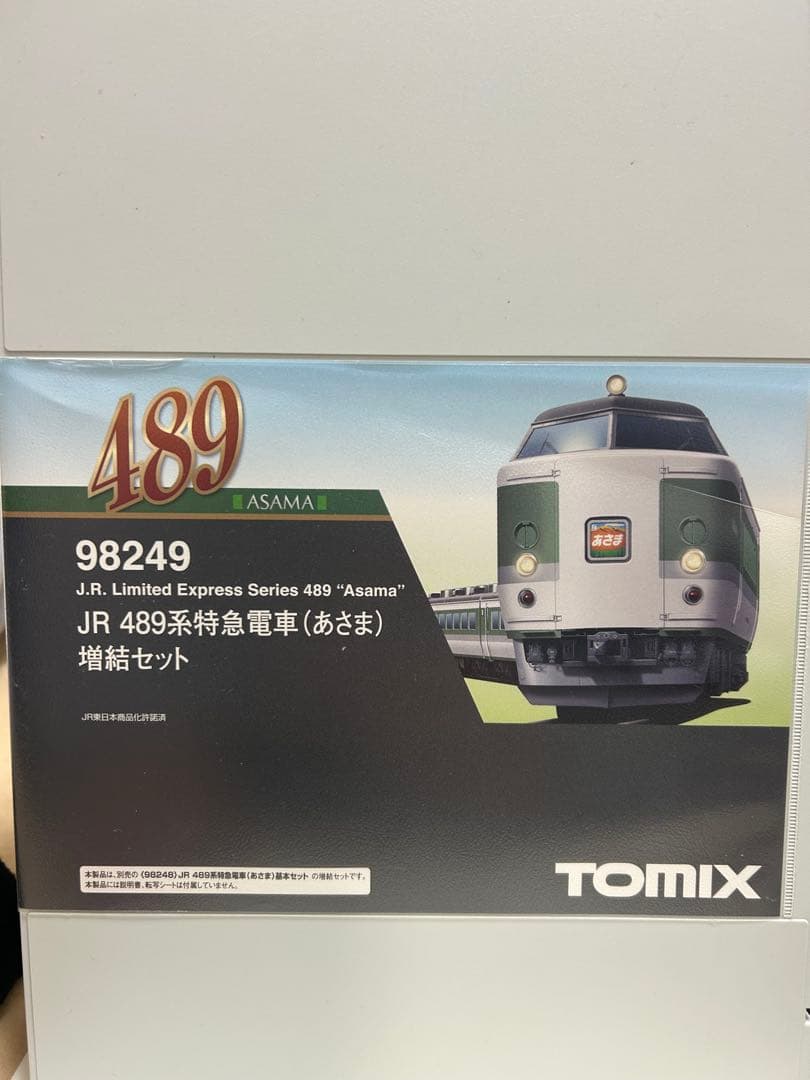 489
ASAMA
98249
J.R. Limited Express Series 489 “Asama”
JR 489系特急電車（あさま）
増結セット
JR東日本商品化許諾済
あさま
本製品は、別売の〈98248〉JR 489系特急電車（あさま）基本セット の増結セットです。
本製品には説明書、転写シートは付属していません。
TOMIX